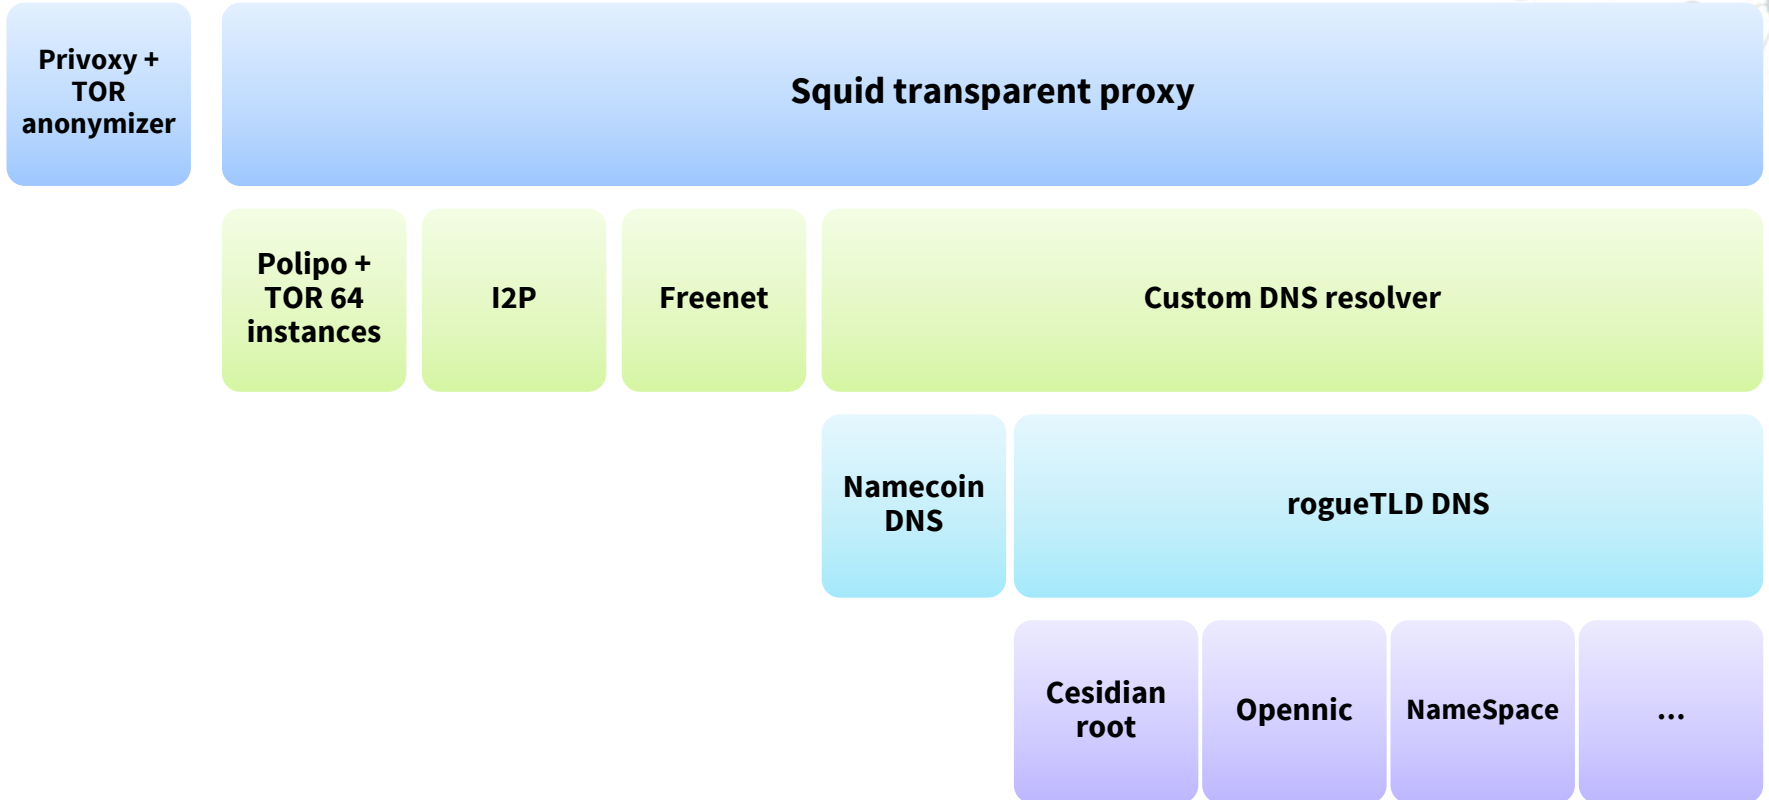 Privoxy +
TOR
anonymizer
Squid transparent proxy
Polipo +
TOR 64
instances
I2P
Freenet
Custom DNS resolver
Namecoin
DNS
rogueTLD DNS
Cesidian
root
Opennic
NameSpace
...